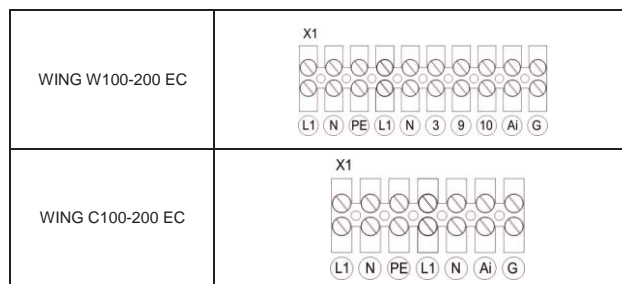 X1
WING W100-200 EC
L1 N PE L1 N 3 9 10 Ai G
X1
WING C100-200 EC
L1 N PE L1 N Ai G